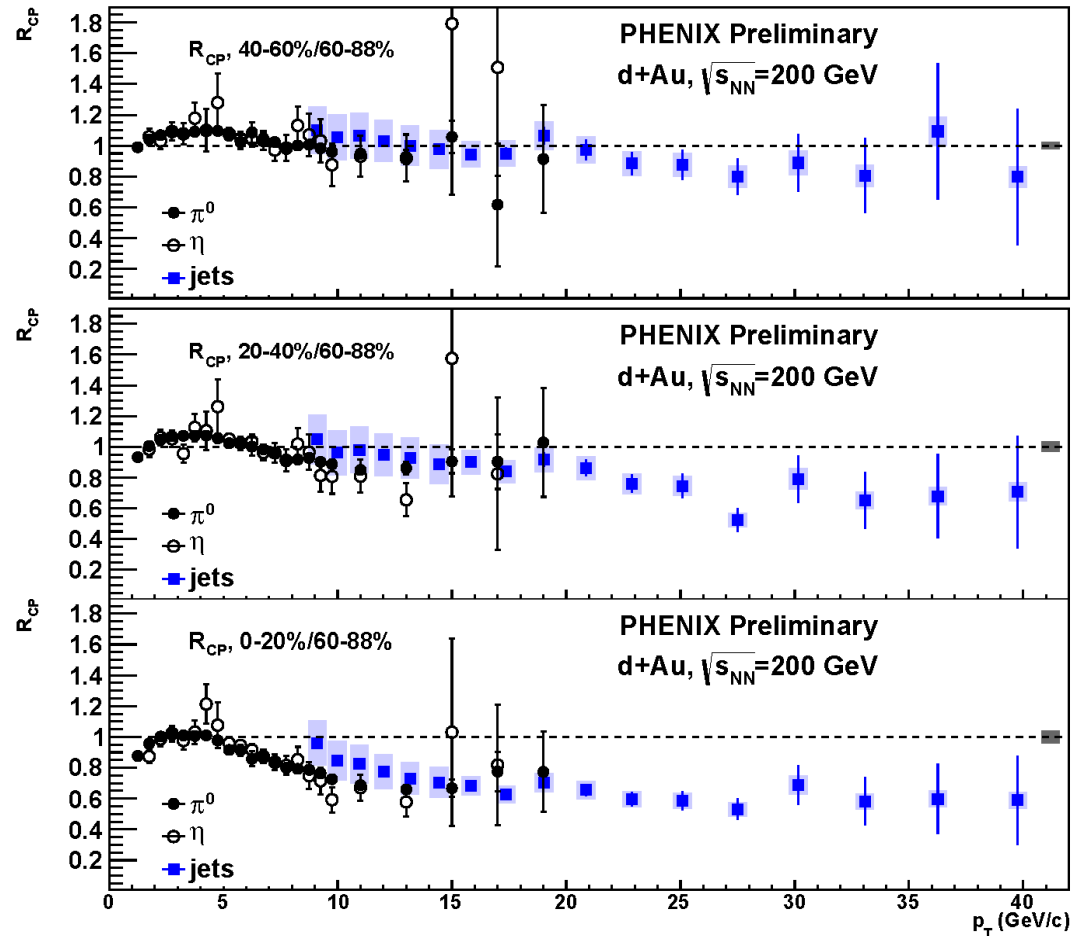 R_CP
1.8
1.6
1.4
1.2
1
0.8
0.6
0.4
0.2
R_CP, 40-60%/60-88%
PHENIX Preliminary
d+Au, √s_NN=200 GeV
π⁰
η
jets
R_CP
1.8
1.6
1.4
1.2
1
0.8
0.6
0.4
0.2
R_CP, 20-40%/60-88%
PHENIX Preliminary
d+Au, √s_NN=200 GeV
π⁰
η
jets
R_CP
1.8
1.6
1.4
1.2
1
0.8
0.6
0.4
0.2
R_CP, 0-20%/60-88%
PHENIX Preliminary
d+Au, √s_NN=200 GeV
π⁰
η
jets
0 5 10 15 20 25 30 35 40
p_T (GeV/c)